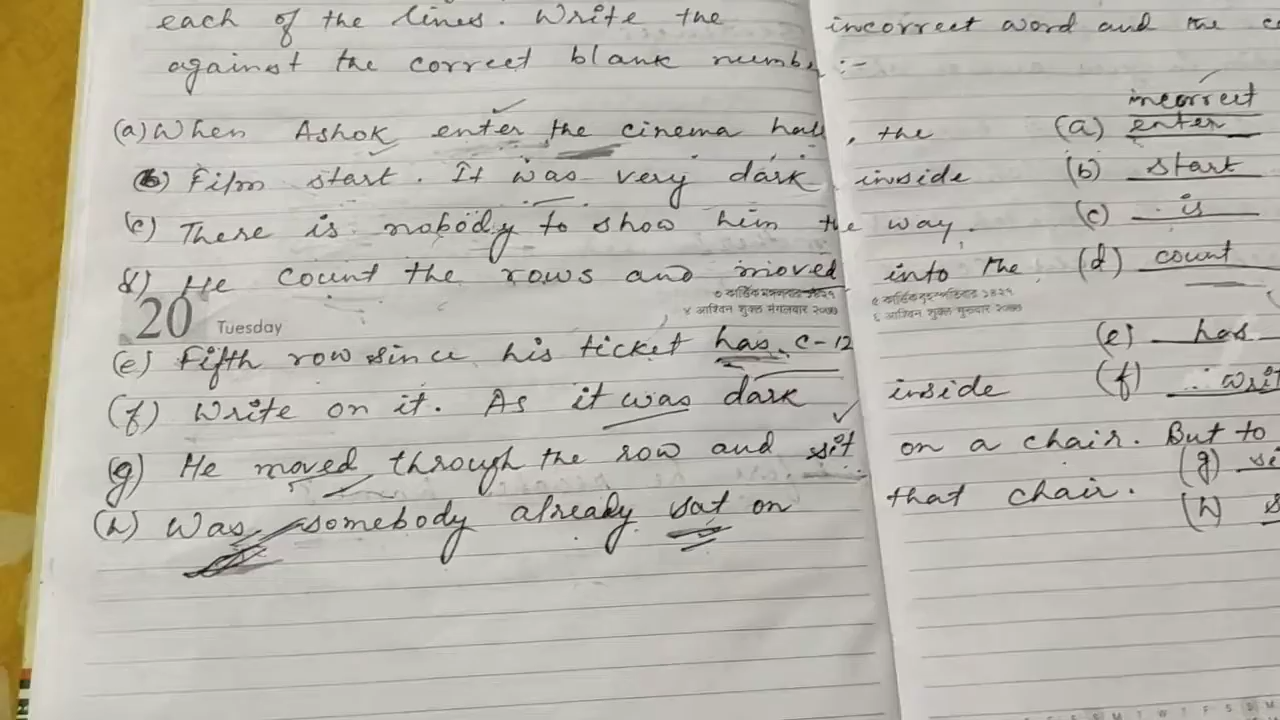 each of the lines. Write the incorrect word and the
against the correct blank number :-
incorrect
(a) When Ashok enter the cinema hall, the (a) enter
(b) Film start. It was very dark inside (b) start
(c) There is nobody to show him the way. (c) is
(d) He count the rows and moved into the (d) count
20 Tuesday
(e) Fifth row since his ticket has c-12 (e) has
(f) Write on it. As it was dark inside (f)
(g) He moved through the row and sit on a chair. But to (g)
(h) Was somebody already sat on that chair. (h)